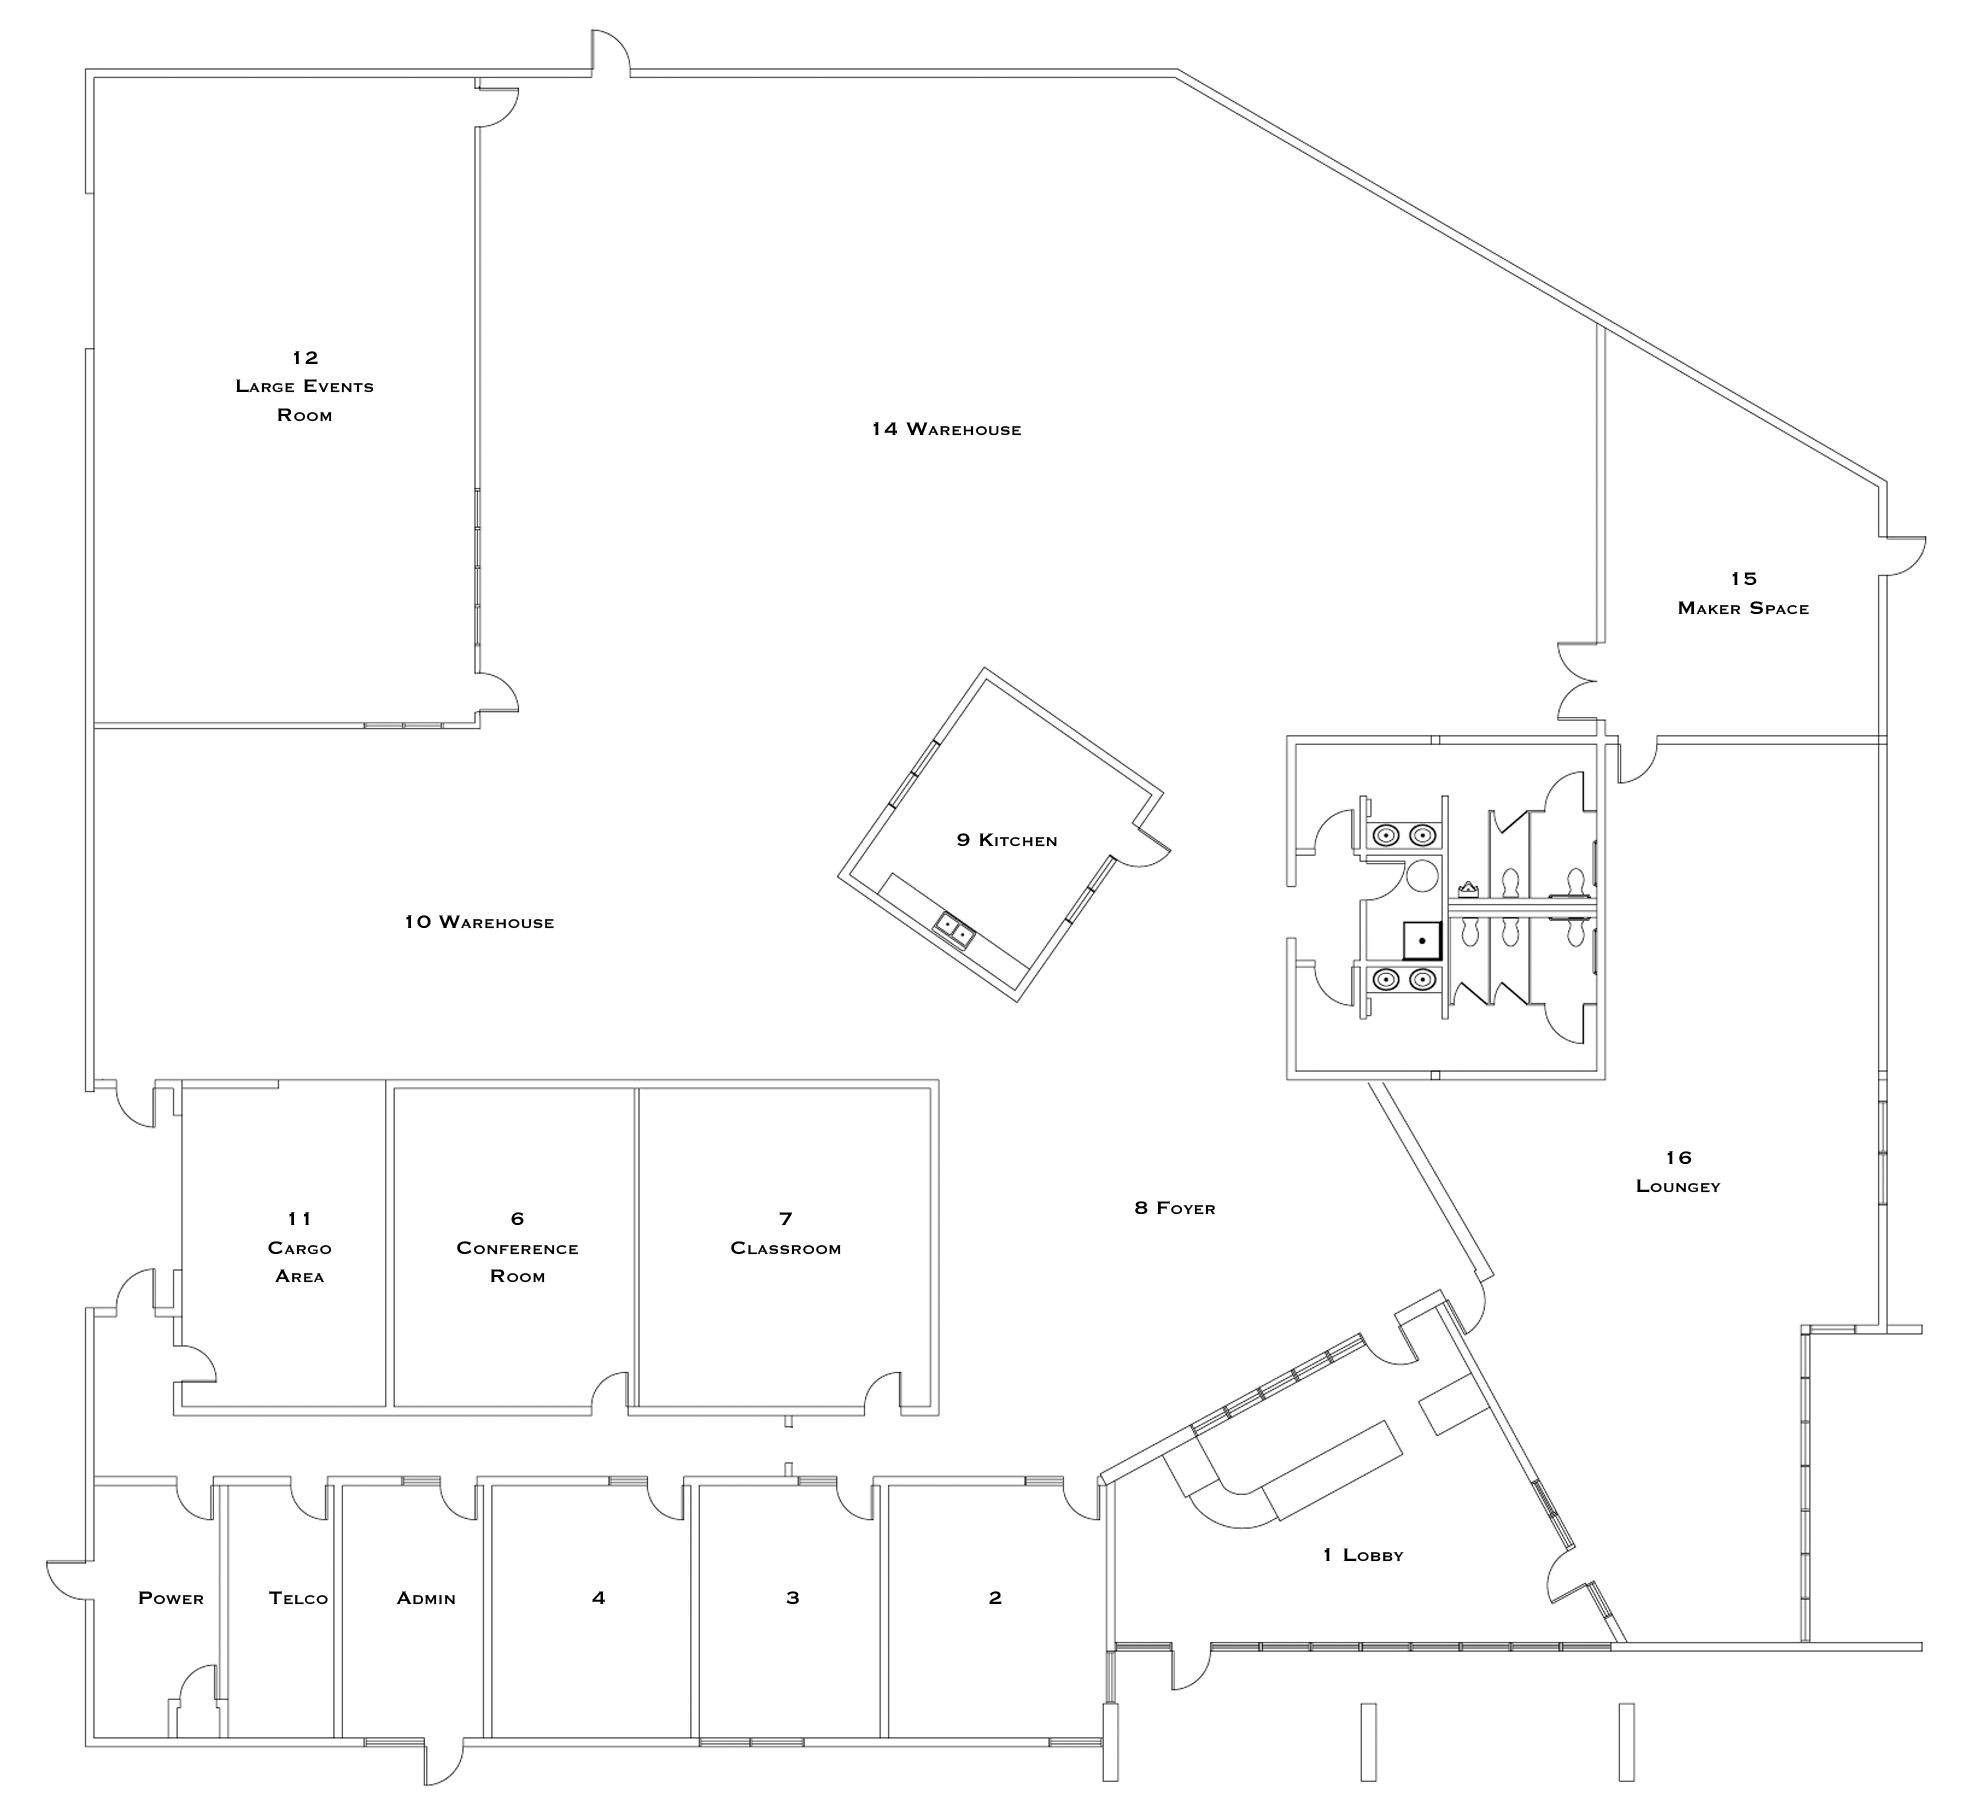 12
Large Events
Room
14 Warehouse
15
Maker Space
9 Kitchen
10 Warehouse
16
Loungey
8 Foyer
11
Cargo
Area
6
Conference
Room
7
Classroom
1 Lobby
Power
Telco
Admin
4
3
2